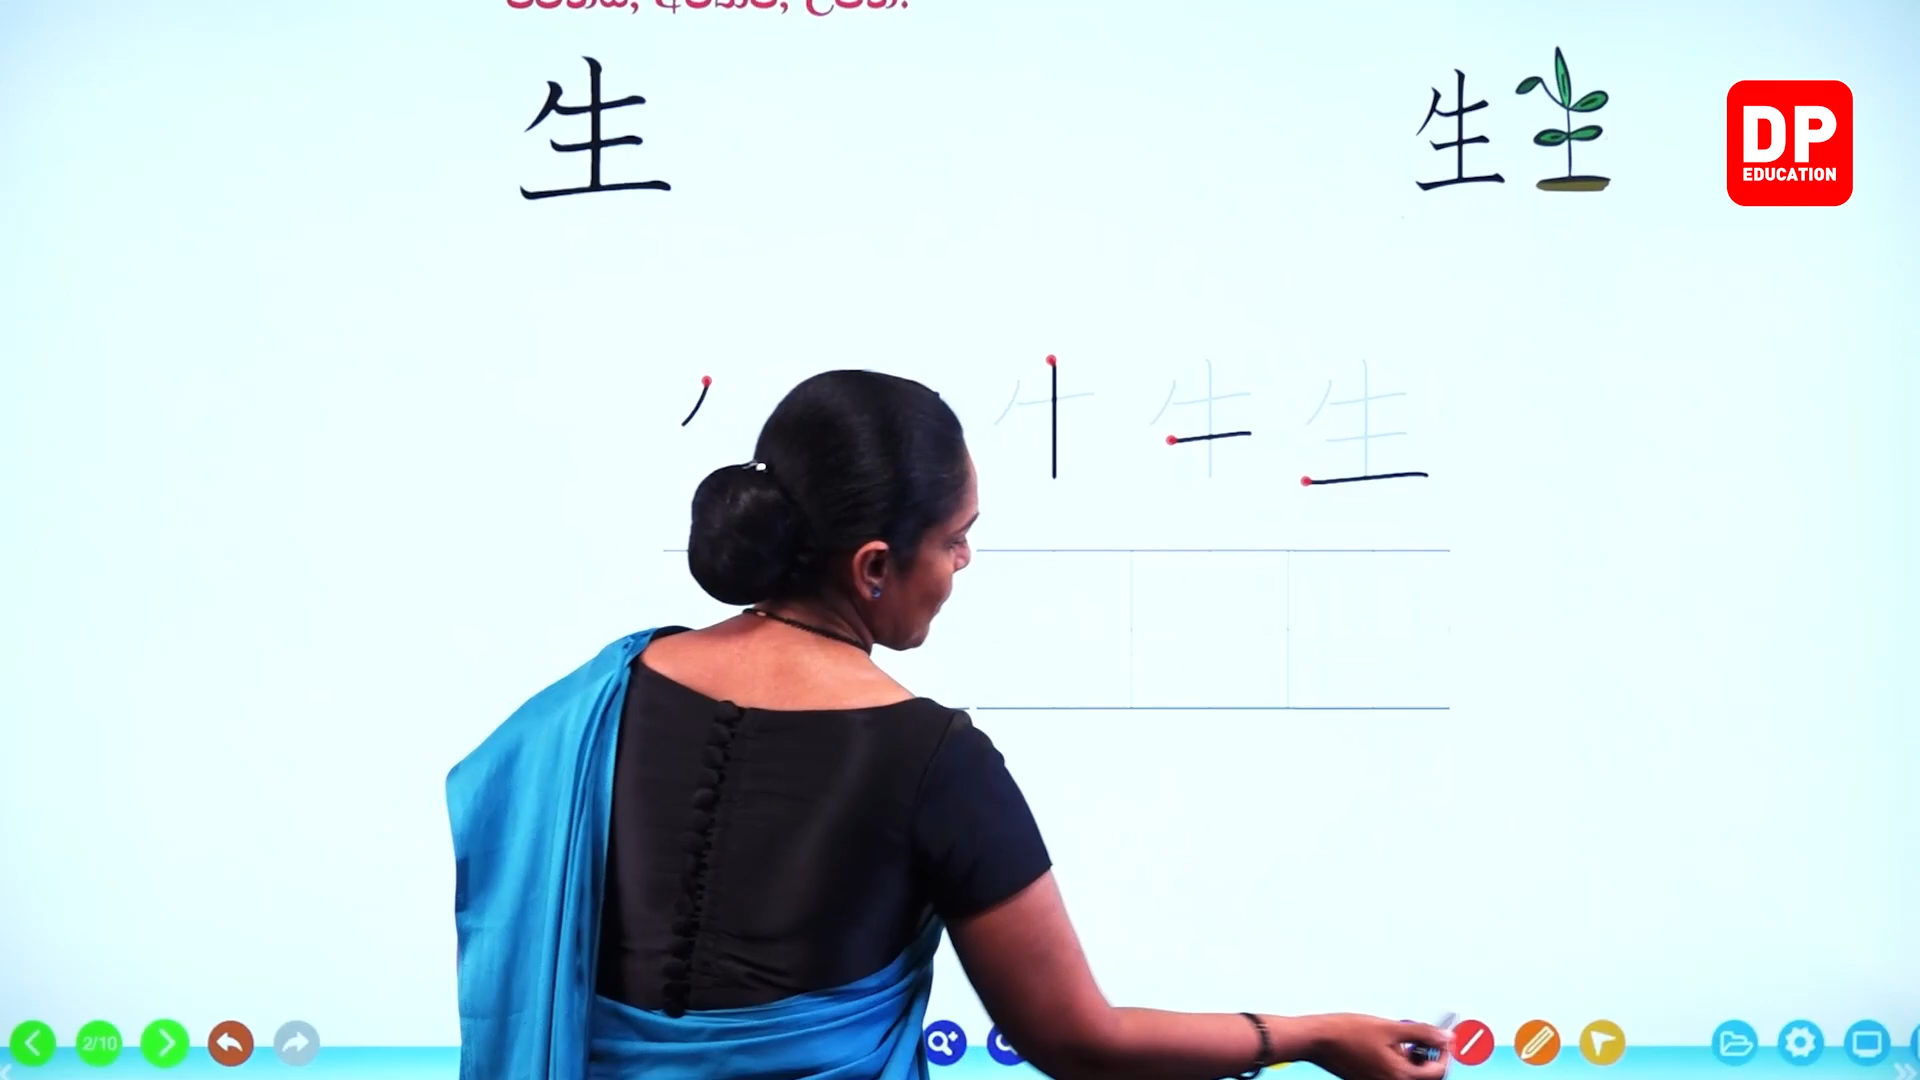 生
生
DP
EDUCATION
2/10